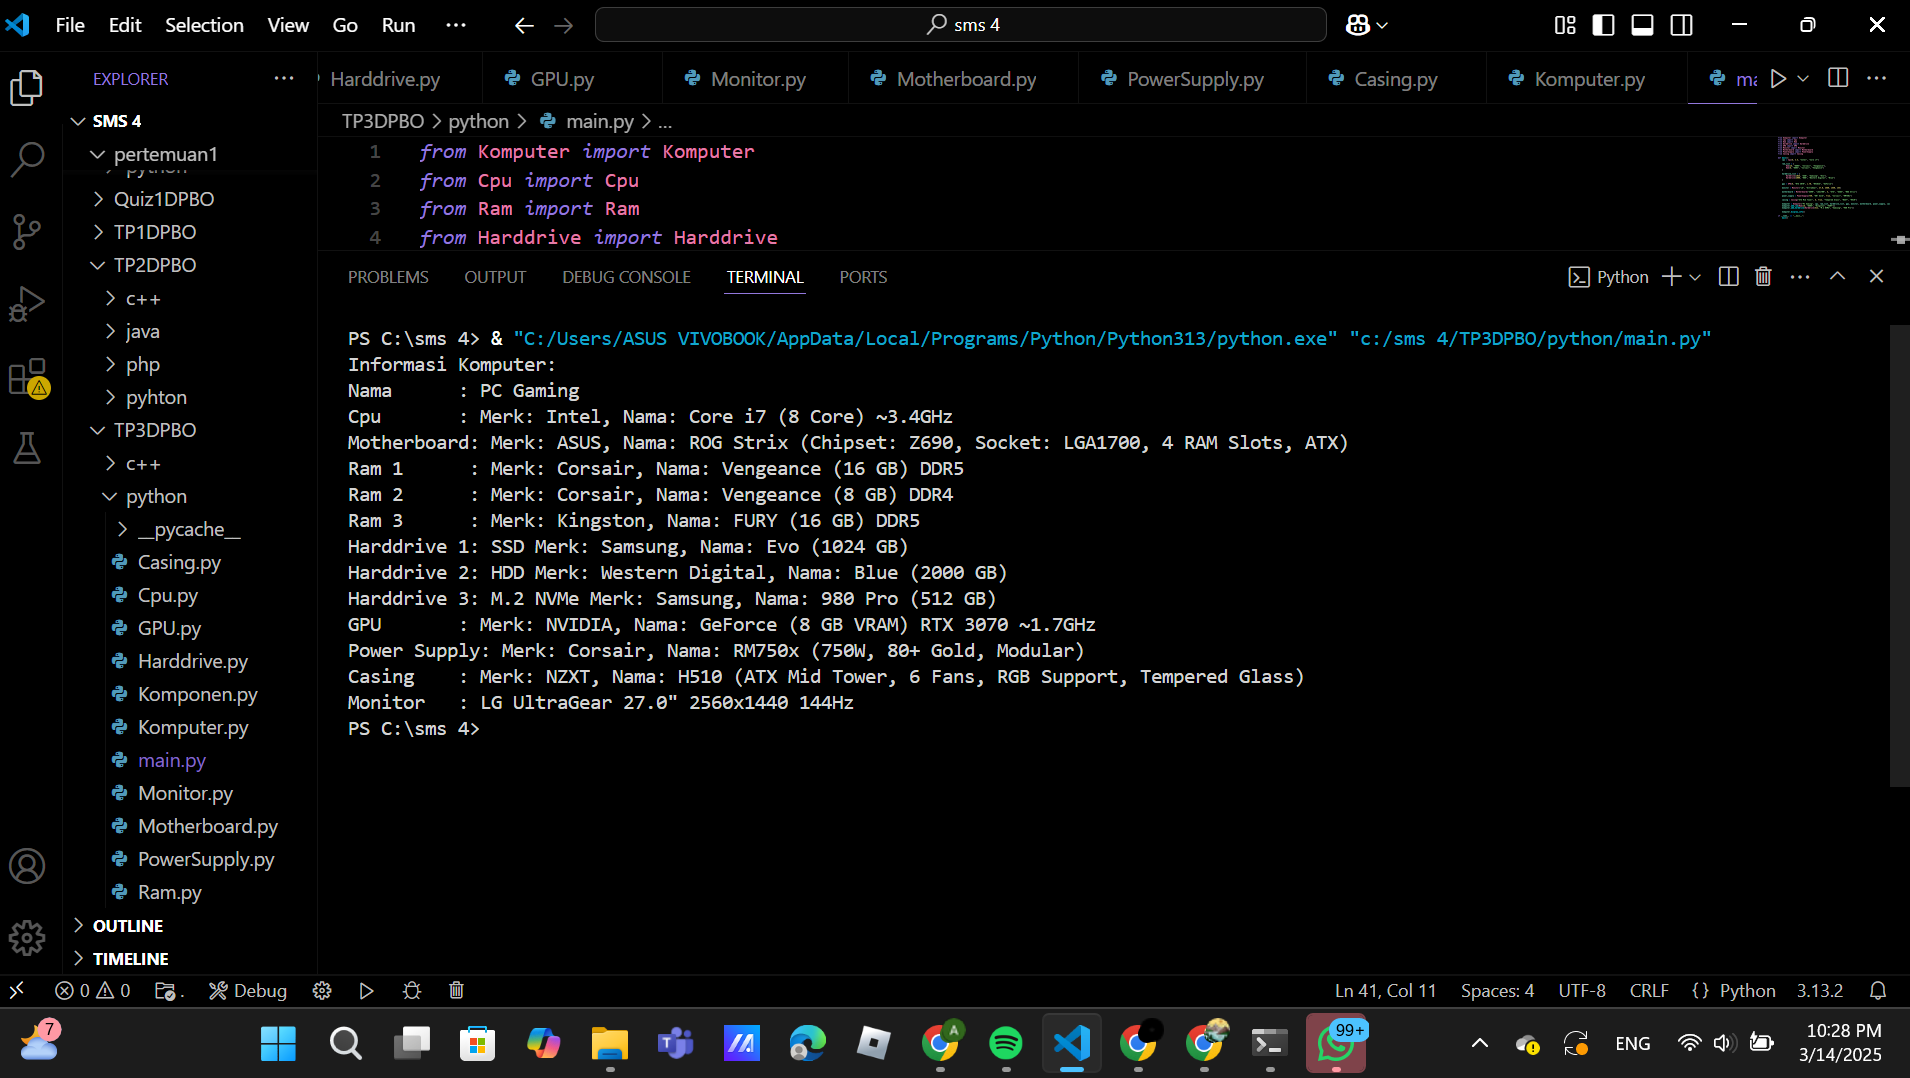 File Edit Selection View Go Run ...
sms 4
EXPLORER ...
Harddrive.py GPU.py Monitor.py Motherboard.py PowerSupply.py Casing.py Komputer.py ma
SMS 4
pertemuan1
python
Quiz1DPBO
TP1DPBO
TP2DPBO
c++
java
php
pyhton
TP3DPBO
c++
python
__pycache__
Casing.py
Cpu.py
GPU.py
Harddrive.py
Komponen.py
Komputer.py
main.py
Monitor.py
Motherboard.py
PowerSupply.py
Ram.py
OUTLINE
TIMELINE
TP3DPBO > python > main.py > ...
1 from Komputer import Komputer
2 from Cpu import Cpu
3 from Ram import Ram
4 from Harddrive import Harddrive
PROBLEMS OUTPUT DEBUG CONSOLE TERMINAL PORTS
Python
PS C:\sms 4> & "C:/Users/ASUS VIVOBOOK/AppData/Local/Programs/Python/Python313/python.exe" "c:/sms 4/TP3DPBO/python/main.py"
Informasi Komputer:
Nama      : PC Gaming
Cpu       : Merk: Intel, Nama: Core i7 (8 Core) ~3.4GHz
Motherboard: Merk: ASUS, Nama: ROG Strix (Chipset: Z690, Socket: LGA1700, 4 RAM Slots, ATX)
Ram 1      : Merk: Corsair, Nama: Vengeance (16 GB) DDR5
Ram 2      : Merk: Corsair, Nama: Vengeance (8 GB) DDR4
Ram 3      : Merk: Kingston, Nama: FURY (16 GB) DDR5
Harddrive 1: SSD Merk: Samsung, Nama: Evo (1024 GB)
Harddrive 2: HDD Merk: Western Digital, Nama: Blue (2000 GB)
Harddrive 3: M.2 NVMe Merk: Samsung, Nama: 980 Pro (512 GB)
GPU       : Merk: NVIDIA, Nama: GeForce (8 GB VRAM) RTX 3070 ~1.7GHz
Power Supply: Merk: Corsair, Nama: RM750x (750W, 80+ Gold, Modular)
Casing    : Merk: NZXT, Nama: H510 (ATX Mid Tower, 6 Fans, RGB Support, Tempered Glass)
Monitor   : LG UltraGear 27.0" 2560x1440 144Hz
PS C:\sms 4>
0 0 . Debug
Ln 41, Col 11 Spaces: 4 UTF-8 CRLF {} Python 3.13.2
7
A
99+
ENG
10:28 PM
3/14/2025